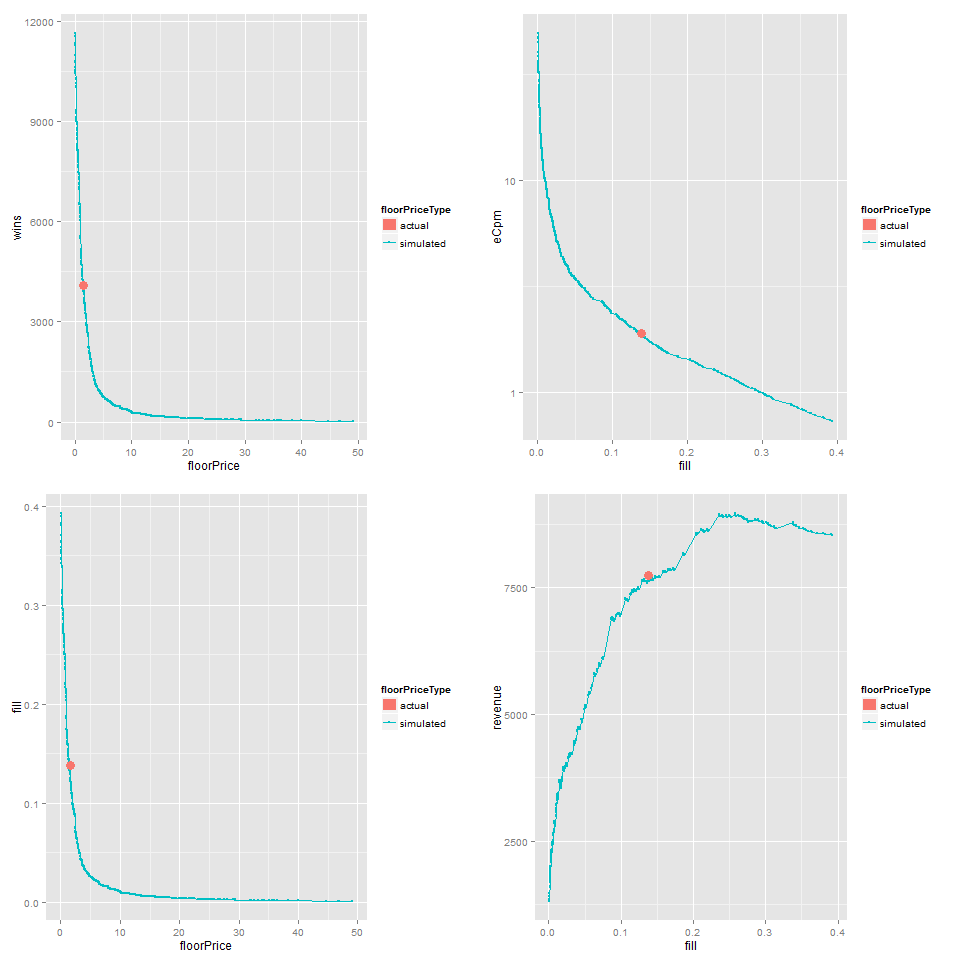 12000
9000
6000
3000
0
wins
0
10
20
30
40
50
floorPrice
floorPriceType
actual
simulated
10
1
eCpm
0.0
0.1
0.2
0.3
0.4
fill
floorPriceType
actual
simulated
0.4
0.3
0.2
0.1
0.0
fill
0
10
20
30
40
50
floorPrice
floorPriceType
actual
simulated
7500
5000
2500
revenue
0.0
0.1
0.2
0.3
0.4
fill
floorPriceType
actual
simulated